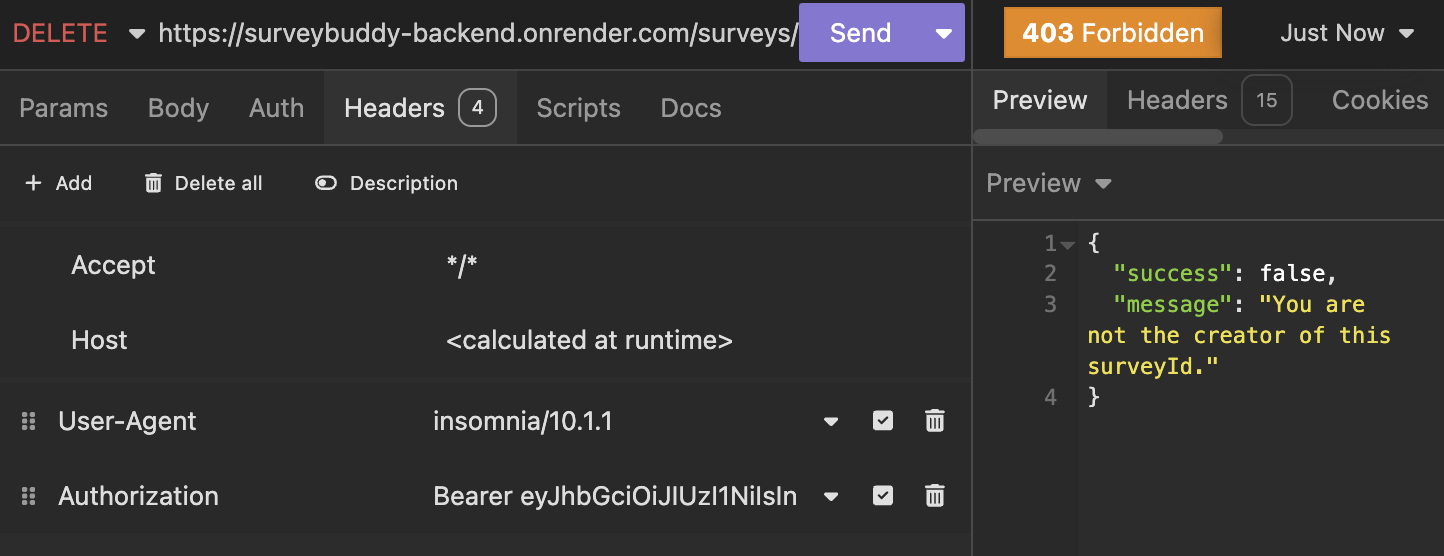 DELETE https://surveybuddy-backend.onrender.com/surveys/ Send 403 Forbidden Just Now
Params Body Auth Headers 4 Scripts Docs Preview Headers 15 Cookies
+ Add Delete all Description Preview
Accept */*
Host <calculated at runtime>
User-Agent insomnia/10.1.1
Authorization Bearer eyJhbGciOiJIUzI1NiIsIn
1 {
2 "success": false,
3 "message": "You are
not the creator of this
surveyId."
4 }